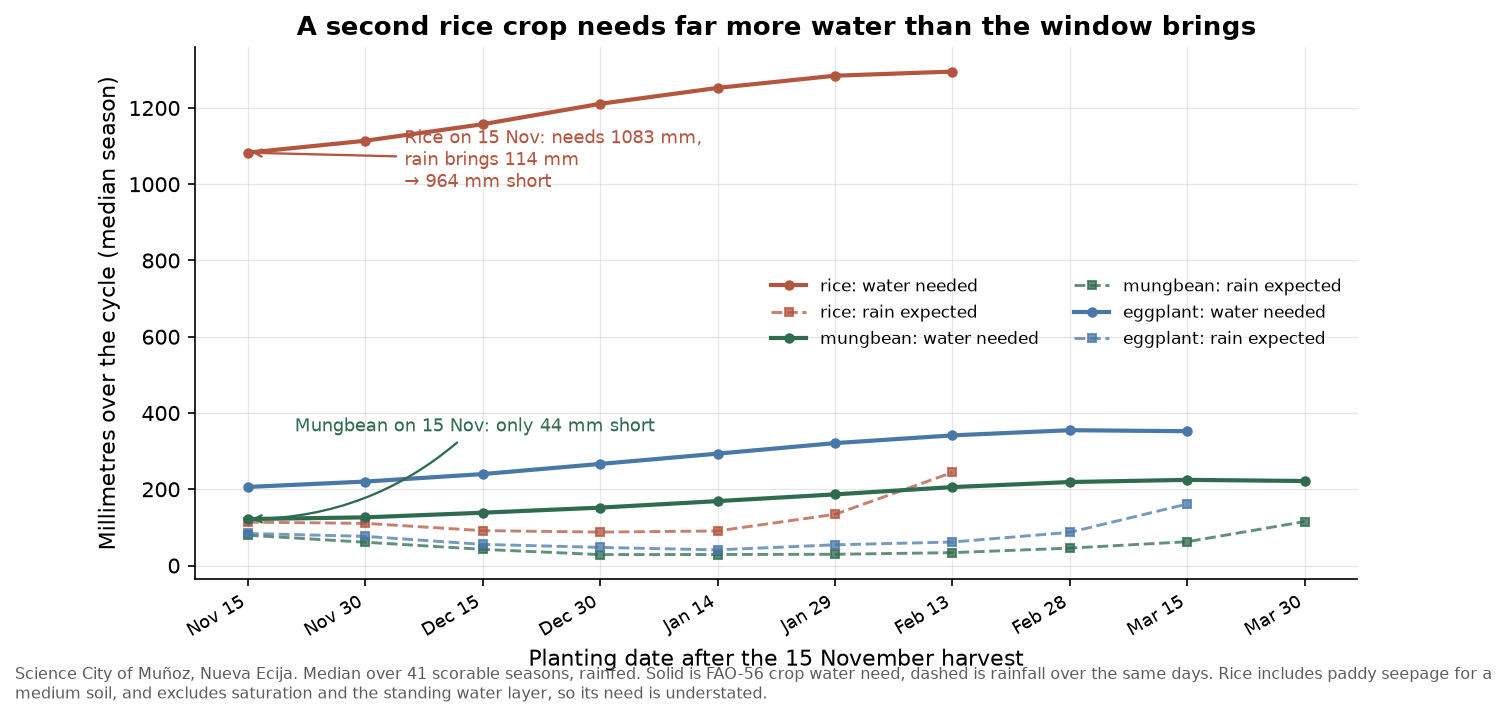 A second rice crop needs far more water than the window brings
Millimetres over the cycle (median season)
1200
1000
800
600
400
200
0
Rice on 15 Nov: needs 1083 mm,
rain brings 114 mm
→ 964 mm short
rice: water needed
rice: rain expected
mungbean: water needed
mungbean: rain expected
eggplant: water needed
eggplant: rain expected
Mungbean on 15 Nov: only 44 mm short
Nov 15
Nov 30
Dec 15
Dec 30
Jan 14
Jan 29
Feb 13
Feb 28
Mar 15
Mar 30
Planting date after the 15 November harvest
Science City of Muñoz, Nueva Ecija. Median over 41 scorable seasons, rainfed. Solid is FAO-56 crop water need, dashed is rainfall over the same days. Rice includes paddy seepage for a
medium soil, and excludes saturation and the standing water layer, so its need is understated.